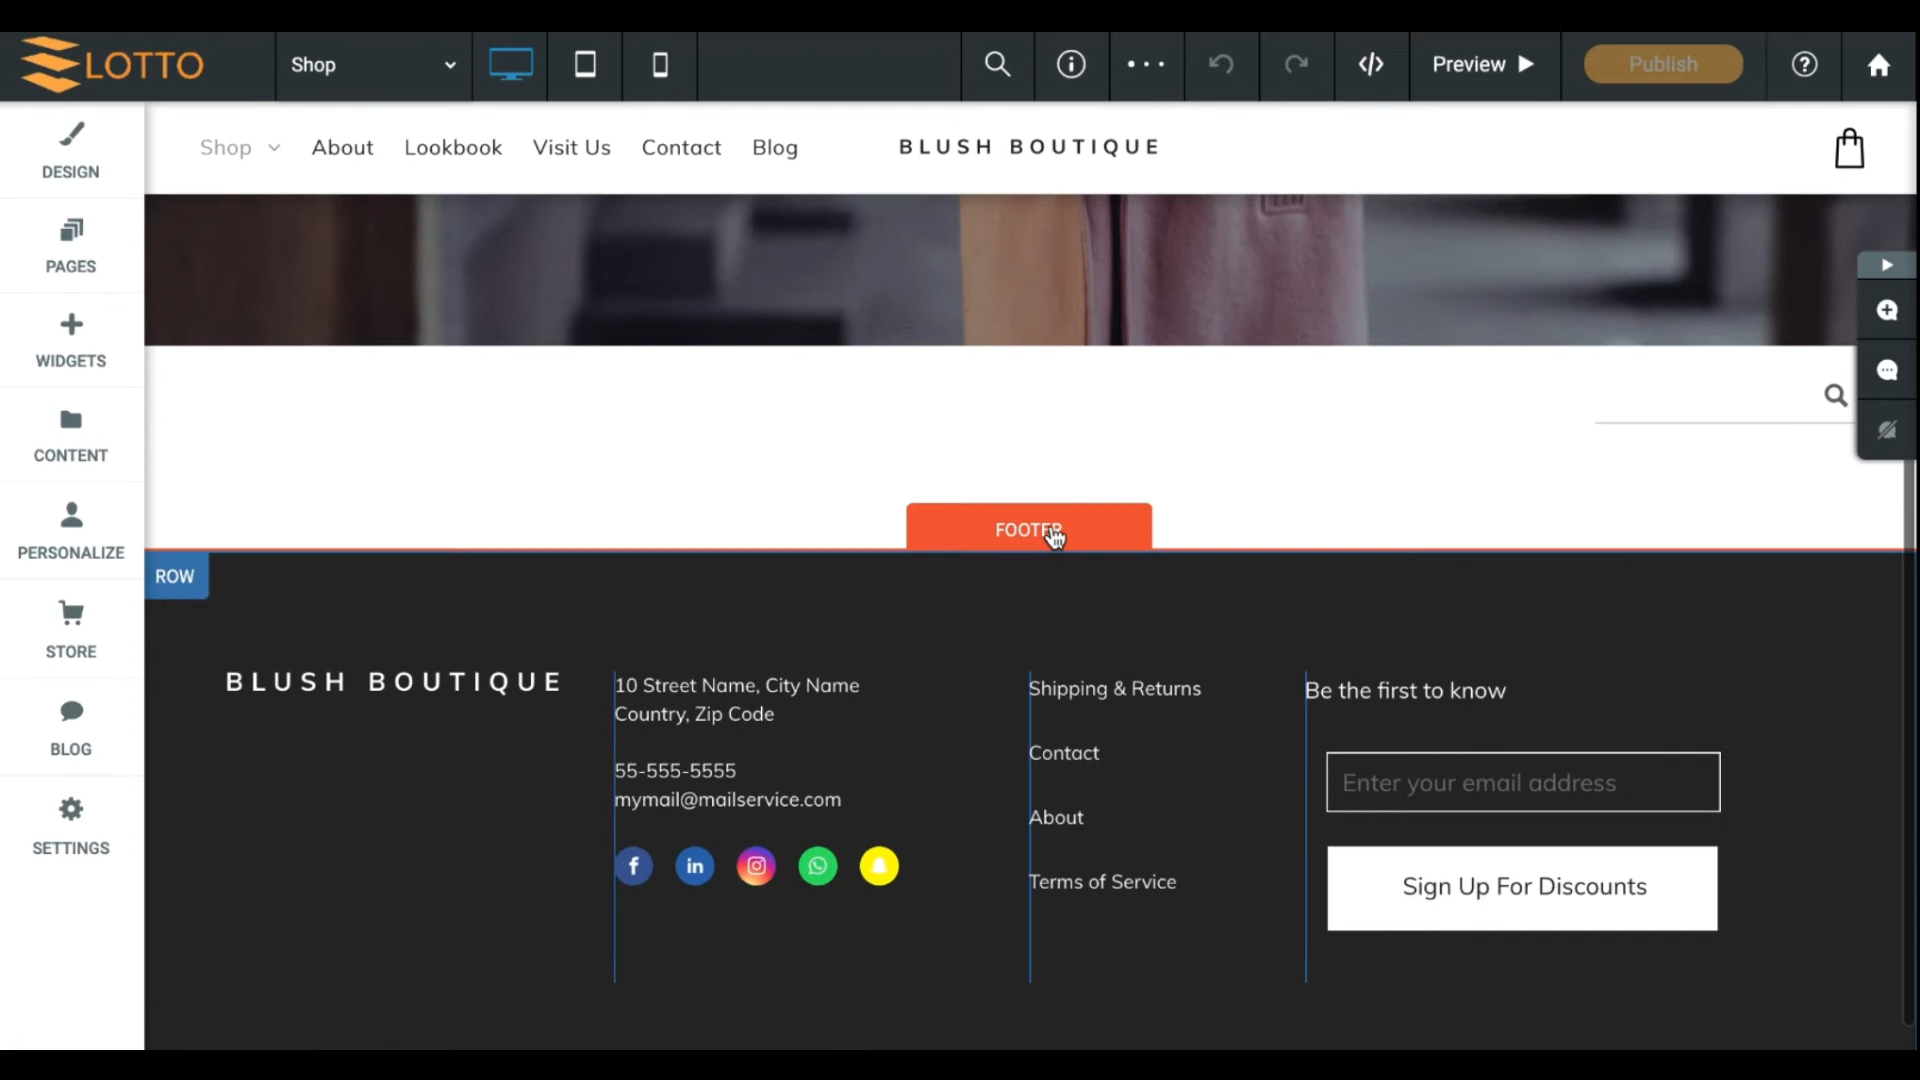 LOTTO
Shop
Preview
Publish
DESIGN
PAGES
WIDGETS
CONTENT
PERSONALIZE
STORE
BLOG
SETTINGS
Shop
About
Lookbook
Visit Us
Contact
Blog
BLUSH BOUTIQUE
FOOTER
ROW
BLUSH BOUTIQUE
10 Street Name, City Name
Country, Zip Code
55-555-5555
mymail@mailservice.com
Shipping & Returns
Contact
About
Terms of Service
Be the first to know
Enter your email address
Sign Up For Discounts